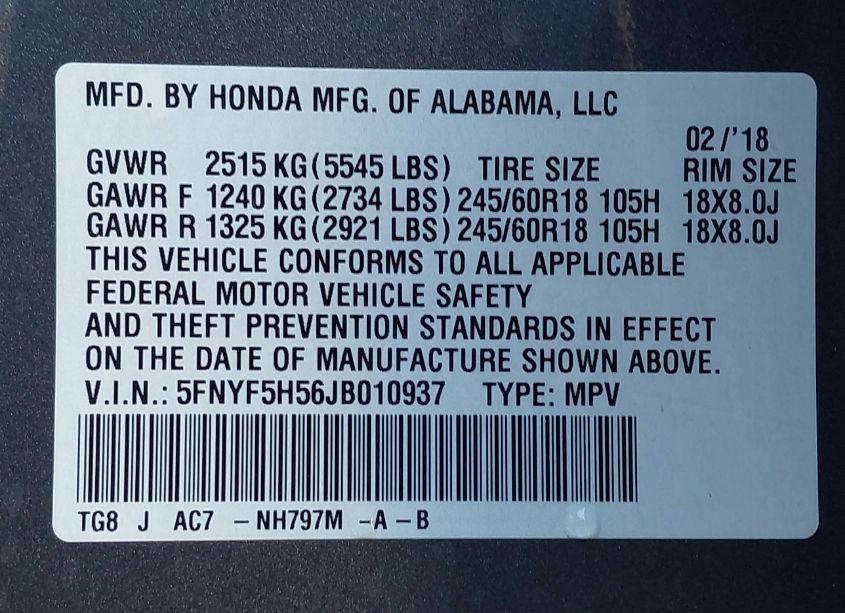 MFD. BY HONDA MFG. OF ALABAMA, LLC
02/'18
GVWR 2515 KG(5545 LBS) TIRE SIZE RIM SIZE
GAWR F 1240 KG(2734 LBS) 245/60R18 105H 18X8.0J
GAWR R 1325 KG(2921 LBS) 245/60R18 105H 18X8.0J
THIS VEHICLE CONFORMS TO ALL APPLICABLE
FEDERAL MOTOR VEHICLE SAFETY
AND THEFT PREVENTION STANDARDS IN EFFECT
ON THE DATE OF MANUFACTURE SHOWN ABOVE.
V.I.N.: 5FNYF5H56JB010937 TYPE: MPV
TG8 J AC7 - NH797M -A - B